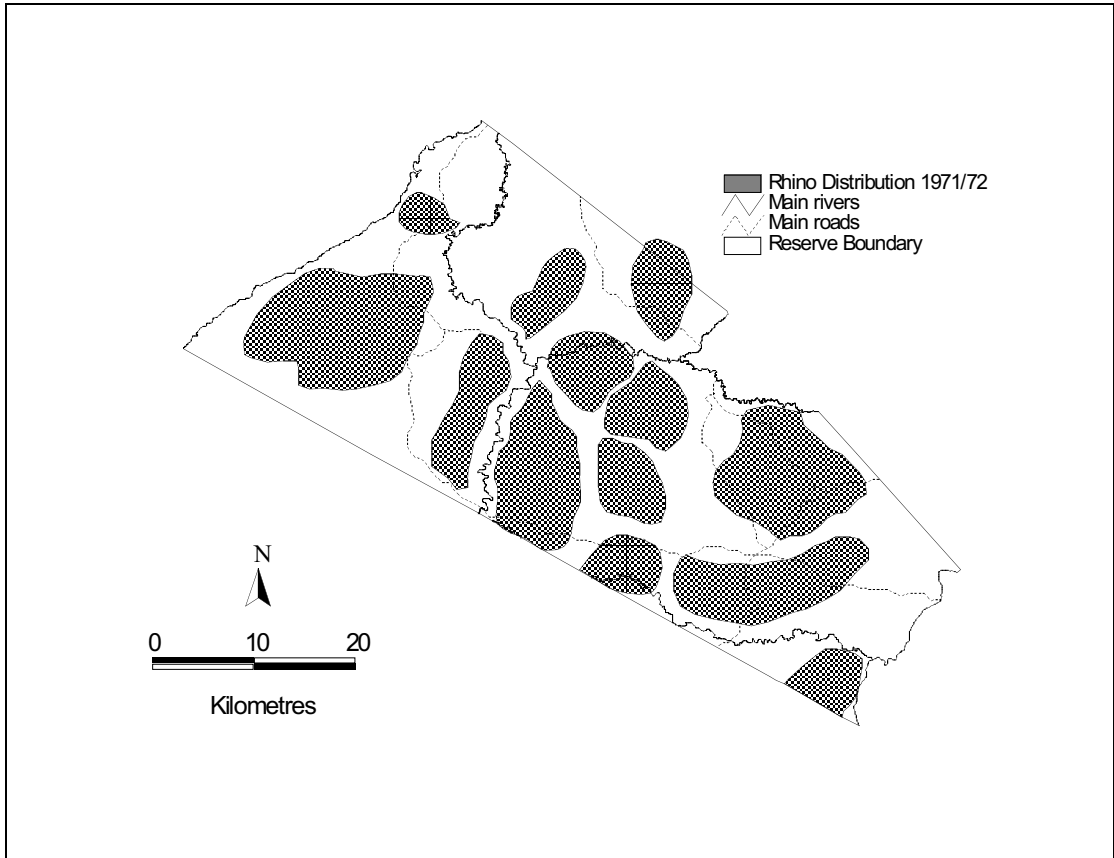 Rhino Distribution 1971/72
Main rivers
Main roads
Reserve Boundary
N
0 10 20
Kilometres